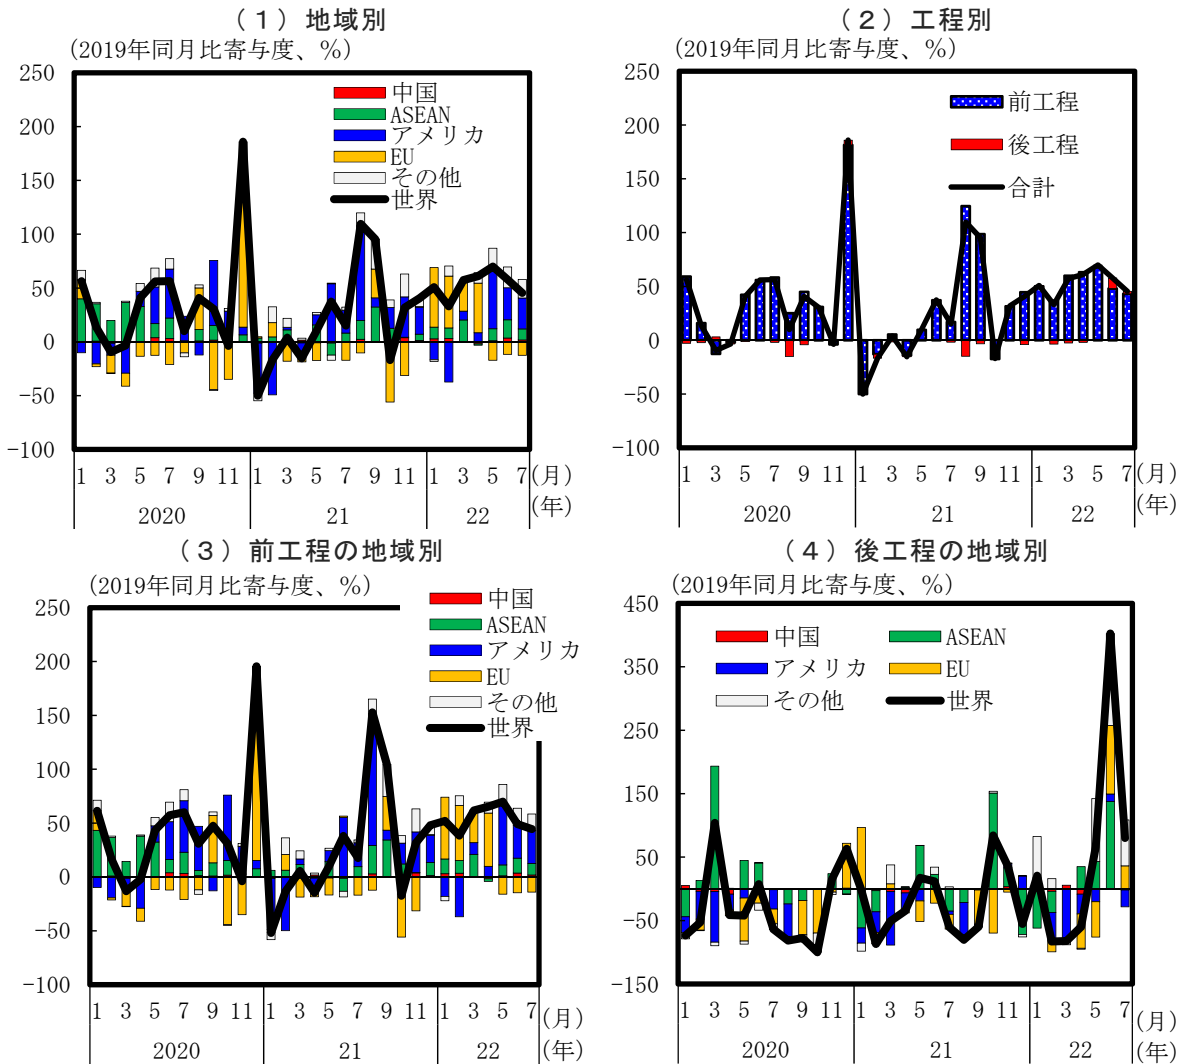 （１）地域別
(2019年同月比寄与度、%)
250
200
150
100
50
0
-50
-100
中国
ASEAN
アメリカ
EU
その他
世界
1 3 5 7 9 11 1 3 5 7 9 11 1 3 5 7 (月)
2020 21 22 (年)
（２）工程別
(2019年同月比寄与度、%)
250
200
150
100
50
0
-50
-100
前工程
後工程
合計
1 3 5 7 9 11 1 3 5 7 9 11 1 3 5 7 (月)
2020 21 22 (年)
（３）前工程の地域別
(2019年同月比寄与度、%)
250
200
150
100
50
0
-50
-100
中国
ASEAN
アメリカ
EU
その他
世界
1 3 5 7 9 11 1 3 5 7 9 11 1 3 5 7 (月)
2020 21 22 (年)
（４）後工程の地域別
(2019年同月比寄与度、%)
450
350
250
150
50
-50
-150
中国 ASEAN
アメリカ EU
その他 世界
1 3 5 7 9 11 1 3 5 7 9 11 1 3 5 7 (月)
2020 21 22 (年)